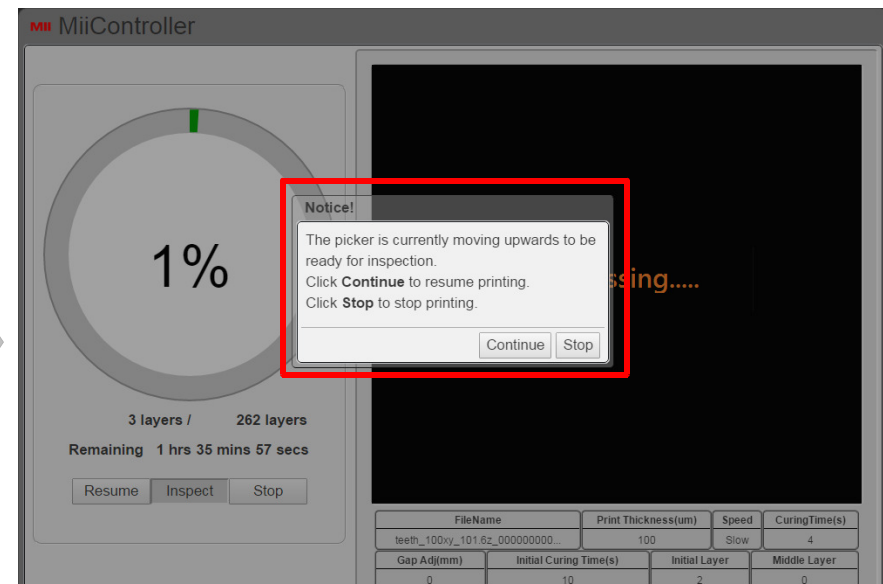 MiiController
Notice!
The picker is currently moving upwards to be
ready for inspection.
Click Continue to resume printing.
Click Stop to stop printing.
Continue Stop
1%
ssing.....
3 layers / 262 layers
Remaining 1 hrs 35 mins 57 secs
Resume Inspect Stop
FileName Print Thickness(um) Speed CuringTime(s)
teeth_100xy_101.6z_000000000... 100 Slow 4
Gap Adj(mm) Initial Curing Time(s) Initial Layer Middle Layer
0 10 2 0